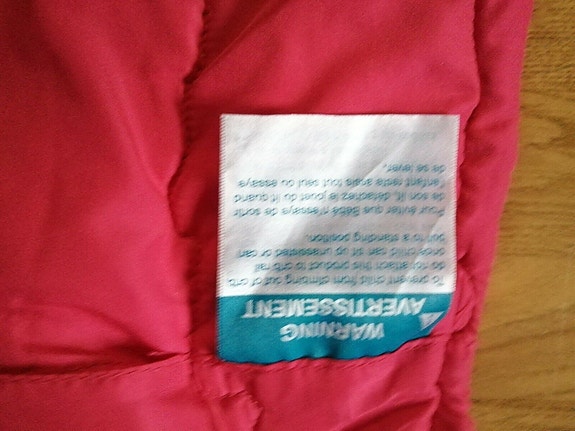 WARNING
AVERTISSEMENT
To prevent child from climbing out of crib
do not attach this product to crib rail
once child can sit up unassisted or can
pull to a standing position.
Pour éviter que Bébé n'essaye de sortir
de son lit, détachez le jouet du lit quand
l'enfant reste assis tout seul ou essaye
de se lever.